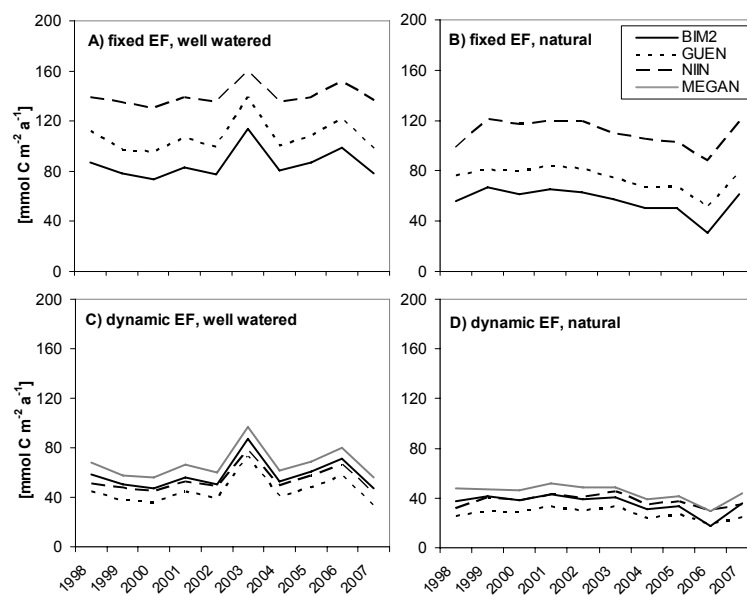 A) fixed EF, well watered
B) fixed EF, natural
BIM2
GUEN
NIIN
MEGAN
[mmol C m-2 a-1]
200
160
120
80
40
0
200
160
120
80
40
0
C) dynamic EF, well watered
D) dynamic EF, natural
[mmol C m-2 a-1]
200
160
120
80
40
0
200
160
120
80
40
0
1998 1999 2000 2001 2002 2003 2004 2005 2006 2007
1998 1999 2000 2001 2002 2003 2004 2005 2006 2007